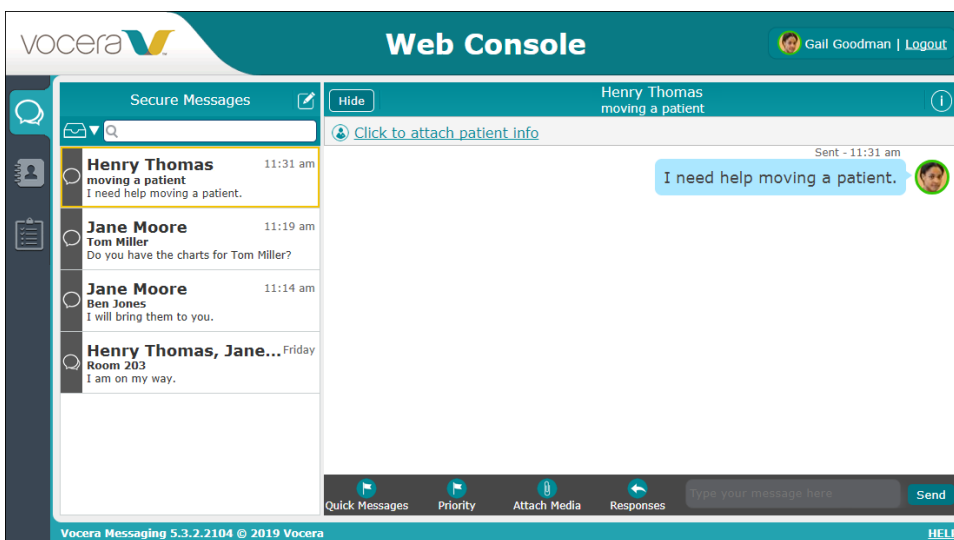 vocera
Web Console
Gail Goodman | Logout
Secure Messages
Hide
Henry Thomas
moving a patient
i
Click to attach patient info
Henry Thomas 11:31 am
moving a patient
I need help moving a patient.
Jane Moore 11:19 am
Tom Miller
Do you have the charts for Tom Miller?
Jane Moore 11:14 am
Ben Jones
I will bring them to you.
Henry Thomas, Jane... Friday
Room 203
I am on my way.
Sent - 11:31 am
I need help moving a patient.
Quick Messages
Priority
Attach Media
Responses
Type your message here
Send
Vocera Messaging 5.3.2.2104 © 2019 Vocera
HELP